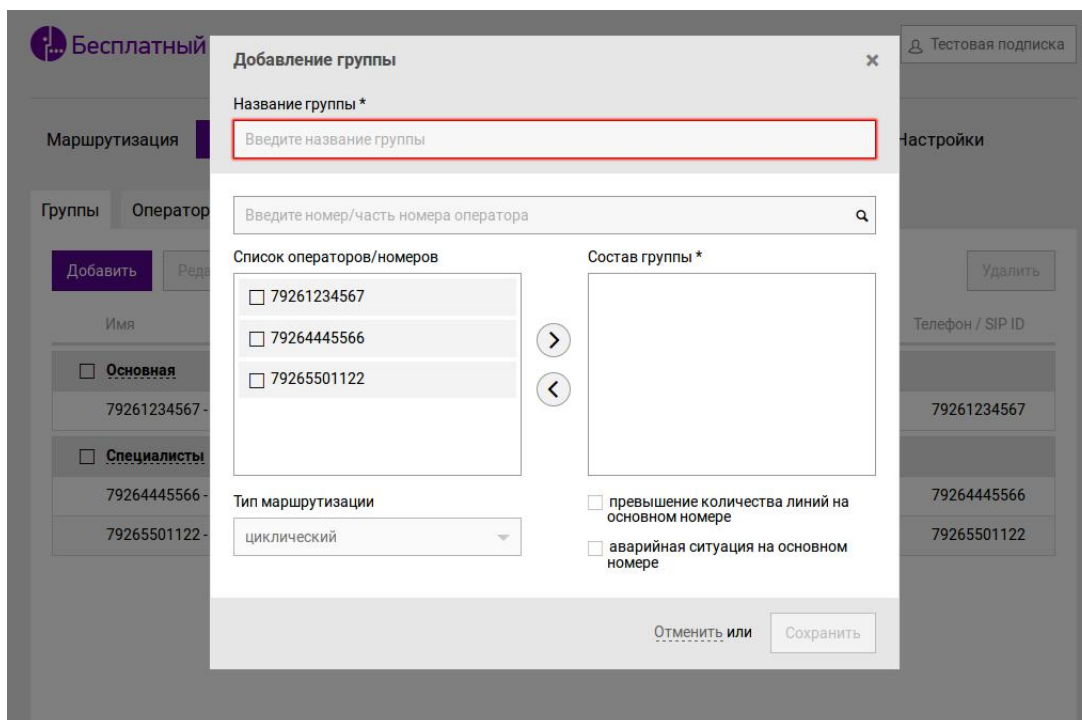 Бесплатный
Тестовая подписка
Добавление группы
Название группы *
Введите название группы
Маршрутизация
Настройки
Группы
Оператор
Введите номер/часть номера оператора
Список операторов/номеров
Состав группы *
Добавить
Реда
Удалить
79261234567
79264445566
79265501122
Имя
Телефон / SIP ID
Основная
79261234567 -
79261234567
Специалисты
79264445566 -
79264445566
79265501122 -
79265501122
Тип маршрутизации
циклический
превышение количества линий на
основном номере
аварийная ситуация на основном
номере
Отменить или
Сохранить